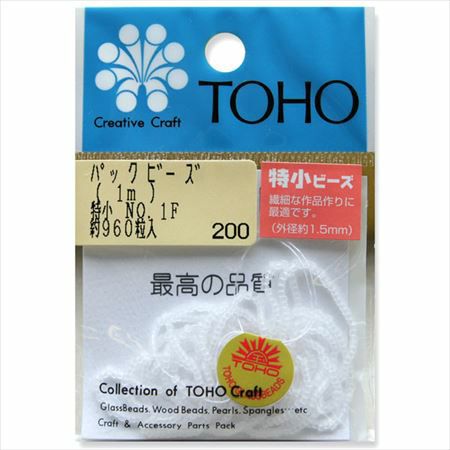 TOHO
Creative Craft
パックビーズ
(1m)
特小 NO.1F
約960粒入
200
特小ビーズ
繊細な作品作りに
最適です。
(外径約1.5mm)
最高の品質
TOHO
Collection of TOHO Craft
GlassBeads. Wood Beads. Pearls. Spangles…etc
Craft & Accessory Parts Pack